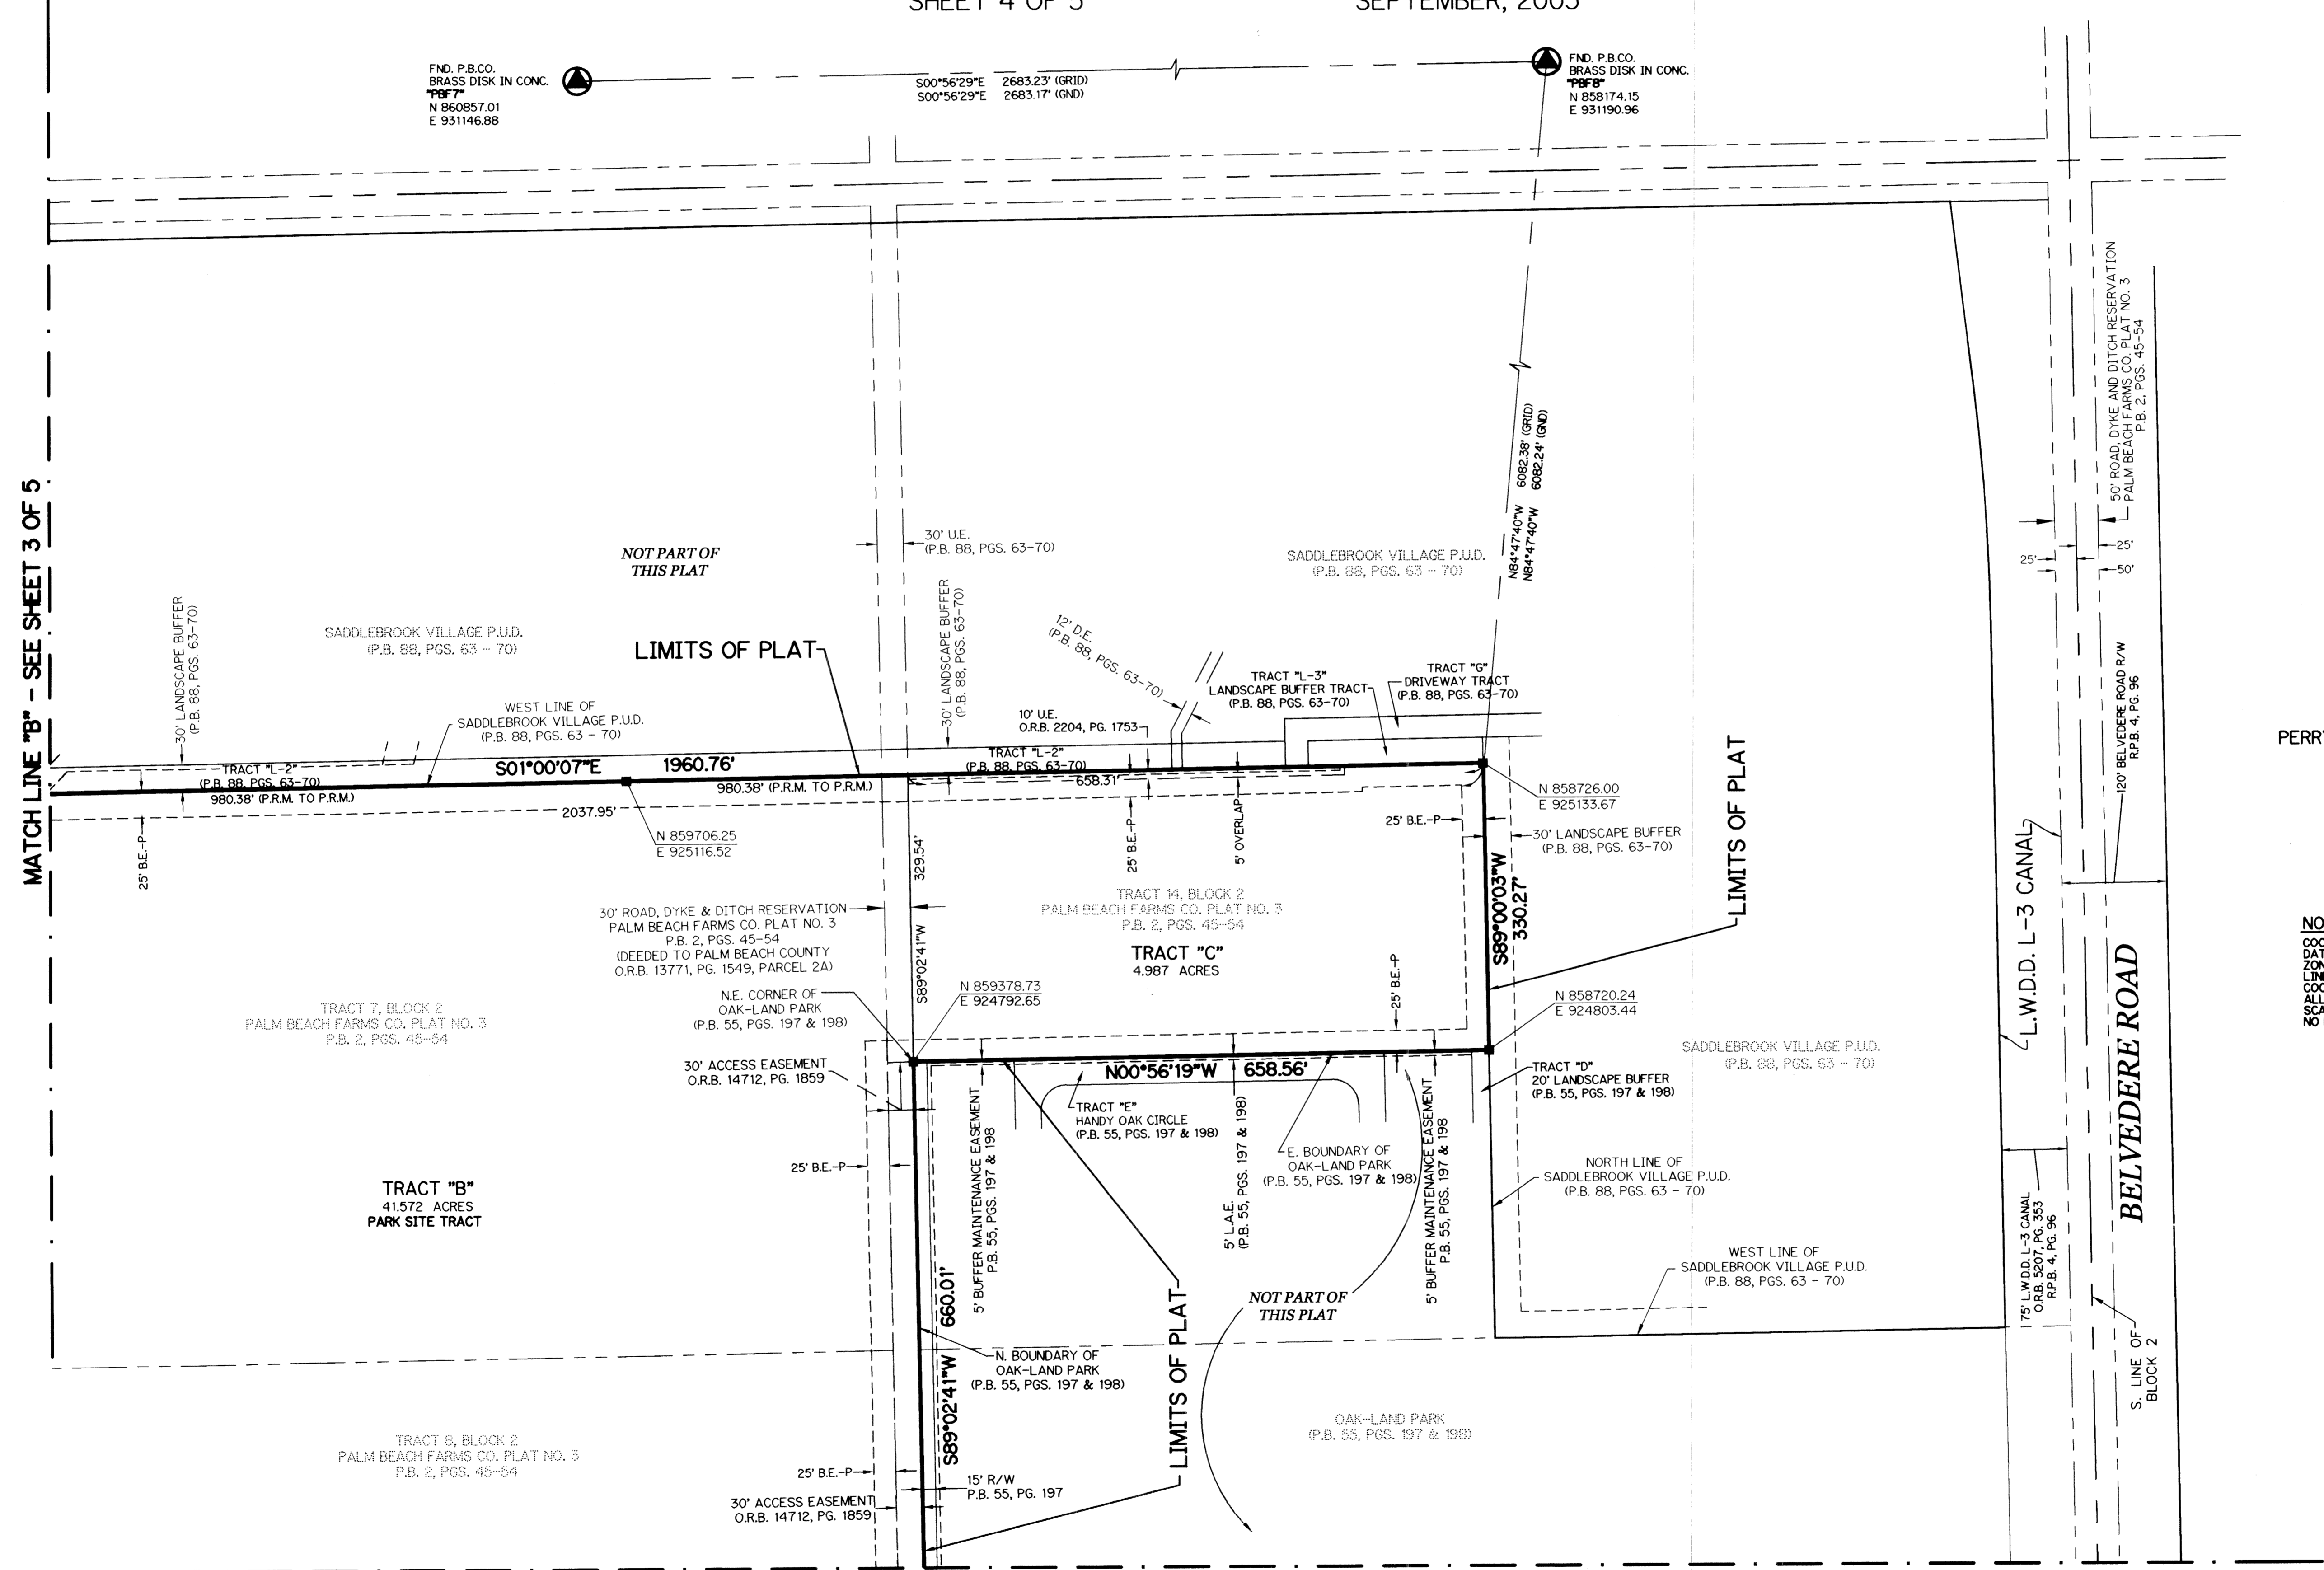 SHEET 4 OF 5
SEPTEMBER, 2005
FND. P.B.CO.
BRASS DISK IN CONC.
"PBF7"
N 860857.01
E 931146.88
S00°56'29"E 2683.23' (GRID)
S00°56'29"E 2683.17' (GND)
FND. P.B.CO.
BRASS DISK IN CONC.
"PBF8"
N 858174.15
E 931190.96
MATCH LINE "B" - SEE SHEET 3 OF 5
50' ROAD, DYKE AND DITCH RESERVATION
PALM BEACH FARMS CO. PLAT NO. 3
P.B. 2, PGS. 45-54
N84°47'40"W 6082.38' (GRID)
N84°47'40"W 6082.24' (GND)
30' U.E.
(P.B. 88, PGS. 63-70)
NOT PART OF
THIS PLAT
SADDLEBROOK VILLAGE P.U.D.
(P.B. 88, PGS. 63 - 70)
25'
25'
50'
30' LANDSCAPE BUFFER
(P.B. 88, PGS. 63-70)
SADDLEBROOK VILLAGE P.U.D.
(P.B. 88, PGS. 63 - 70)
LIMITS OF PLAT
30' LANDSCAPE BUFFER
(P.B. 88, PGS. 63-70)
12' D.E.
(P.B. 88, PGS. 63-70)
TRACT "L-3"
LANDSCAPE BUFFER TRACT
(P.B. 88, PGS. 63-70)
TRACT "G"
DRIVEWAY TRACT
(P.B. 88, PGS. 63-70)
WEST LINE OF
SADDLEBROOK VILLAGE P.U.D.
(P.B. 88, PGS. 63 - 70)
10' U.E.
O.R.B. 2204, PG. 1753
120' BELVEDERE ROAD R/W
R.P.B. 4, PG. 96
PERRY
TRACT "L-2"
(P.B. 88, PGS. 63-70)
S01°00'07"E 1960.76'
TRACT "L-2"
(P.B. 88, PGS. 63-70)
980.38' (P.R.M. TO P.R.M.)
980.38' (P.R.M. TO P.R.M.)
658.31'
2037.95'
25' B.E.-P
N 859706.25
E 925116.52
329.54'
S89°02'41"W
25' B.E.-P
5' OVERLAP
25' B.E.-P
N 858726.00
E 925133.67
30' LANDSCAPE BUFFER
(P.B. 88, PGS. 63-70)
S89°00'03"W
330.27'
LIMITS OF PLAT
TRACT 14, BLOCK 2
PALM BEACH FARMS CO. PLAT NO. 3
P.B. 2, PGS. 45-54
TRACT "C"
4.987 ACRES
30' ROAD, DYKE & DITCH RESERVATION
PALM BEACH FARMS CO. PLAT NO. 3
P.B. 2, PGS. 45-54
(DEEDED TO PALM BEACH COUNTY
O.R.B. 13771, PG. 1549, PARCEL 2A)
25' B.E.-P
N.E. CORNER OF
OAK-LAND PARK
(P.B. 55, PGS. 197 & 198)
N 859378.73
E 924792.65
N 858720.24
E 924803.44
L.W.D.D. L-3 CANAL
BELVEDERE ROAD
TRACT 7, BLOCK 2
PALM BEACH FARMS CO. PLAT NO. 3
P.B. 2, PGS. 45-54
30' ACCESS EASEMENT
O.R.B. 14712, PG. 1859
N00°56'19"W 658.56'
TRACT "E"
HANDY OAK CIRCLE
(P.B. 55, PGS. 197 & 198)
TRACT "D"
20' LANDSCAPE BUFFER
(P.B. 55, PGS. 197 & 198)
SADDLEBROOK VILLAGE P.U.D.
(P.B. 88, PGS. 63 - 70)
5' BUFFER MAINTENANCE EASEMENT
P.B. 55, PGS. 197 & 198
5' L.A.E.
(P.B. 55, PGS. 197 & 198)
E. BOUNDARY OF
OAK-LAND PARK
(P.B. 55, PGS. 197 & 198)
5' BUFFER MAINTENANCE EASEMENT
P.B. 55, PGS. 197 & 198
25' B.E.-P
TRACT "B"
41.572 ACRES
PARK SITE TRACT
NORTH LINE OF
SADDLEBROOK VILLAGE P.U.D.
(P.B. 88, PGS. 63 - 70)
75' L.W.D.D. L-3 CANAL
O.R.B. 5207, PG. 353
R.P.B. 4, PG. 96
WEST LINE OF
SADDLEBROOK VILLAGE P.U.D.
(P.B. 88, PGS. 63 - 70)
NOT PART OF
THIS PLAT
LIMITS OF PLAT
S89°02'41"W 660.01'
N. BOUNDARY OF
OAK-LAND PARK
(P.B. 55, PGS. 197 & 198)
S. LINE OF
BLOCK 2
OAK-LAND PARK
(P.B. 55, PGS. 197 & 198)
TRACT 8, BLOCK 2
PALM BEACH FARMS CO. PLAT NO. 3
P.B. 2, PGS. 45-54
25' B.E.-P
15' R/W
P.B. 55, PG. 197
30' ACCESS EASEMENT
O.R.B. 14712, PG. 1859